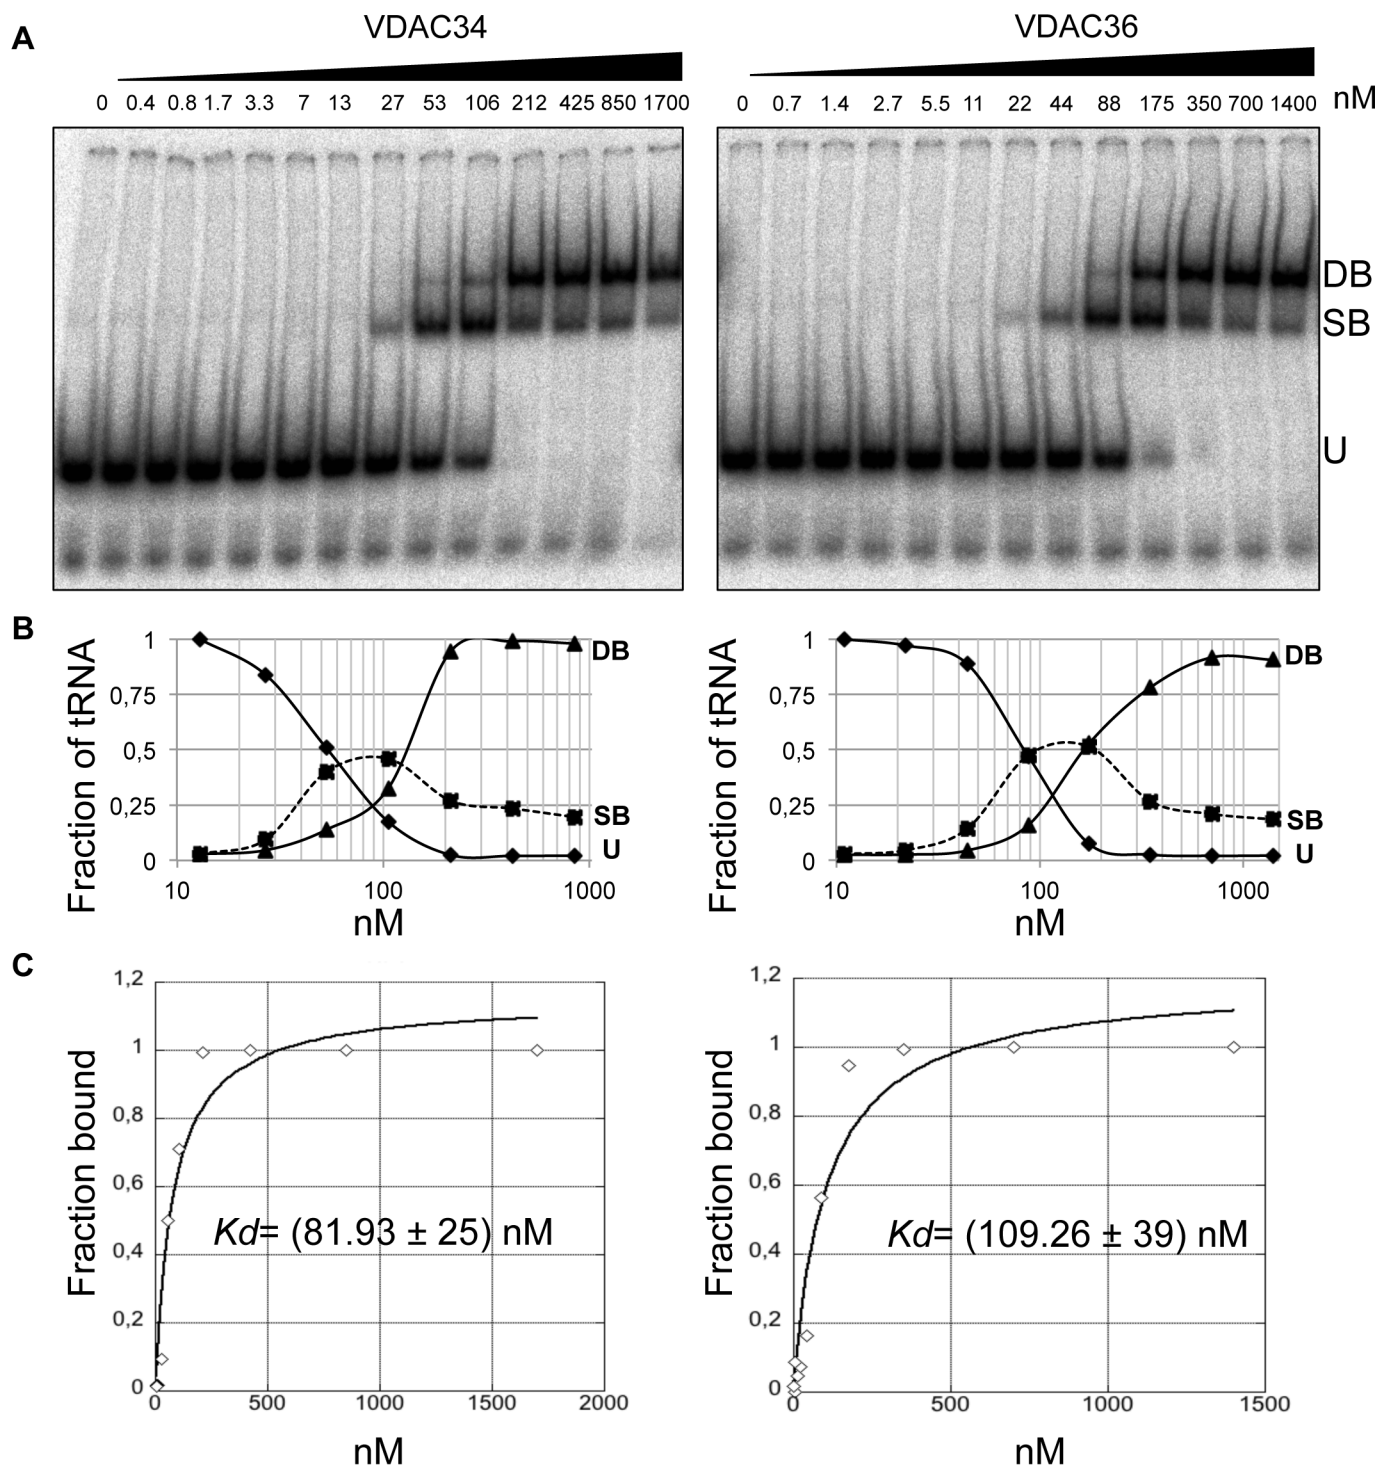 A
VDAC34
VDAC36
0 0.4 0.8 1.7 3.3 7 13 27 53 106 212 425 850 1700
0 0.7 1.4 2.7 5.5 11 22 44 88 175 350 700 1400 nM
DB
SB
U
B
Fraction of tRNA
1
0,75
0,5
0,25
0
10 100 1000
nM
DB
SB
U
Fraction of tRNA
1
0,75
0,5
0,25
0
10 100 1000
nM
DB
SB
U
C
Fraction bound
1,2
1
0,8
0,6
0,4
0,2
0
0 500 1000 1500 2000
nM
Kd= (81.93 ± 25) nM
Fraction bound
1,2
1
0,8
0,6
0,4
0,2
0
0 500 1000 1500
nM
Kd= (109.26 ± 39) nM